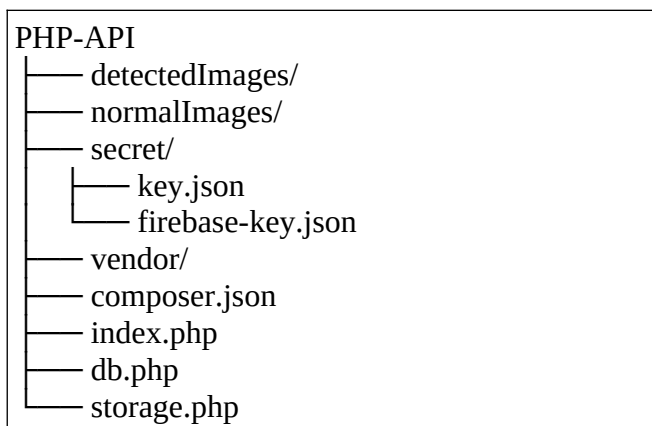 PHP-API
├── detectedImages/
├── normalImages/
├── secret/
│   ├── key.json
│   └── firebase-key.json
├── vendor/
├── composer.json
├── index.php
├── db.php
└── storage.php